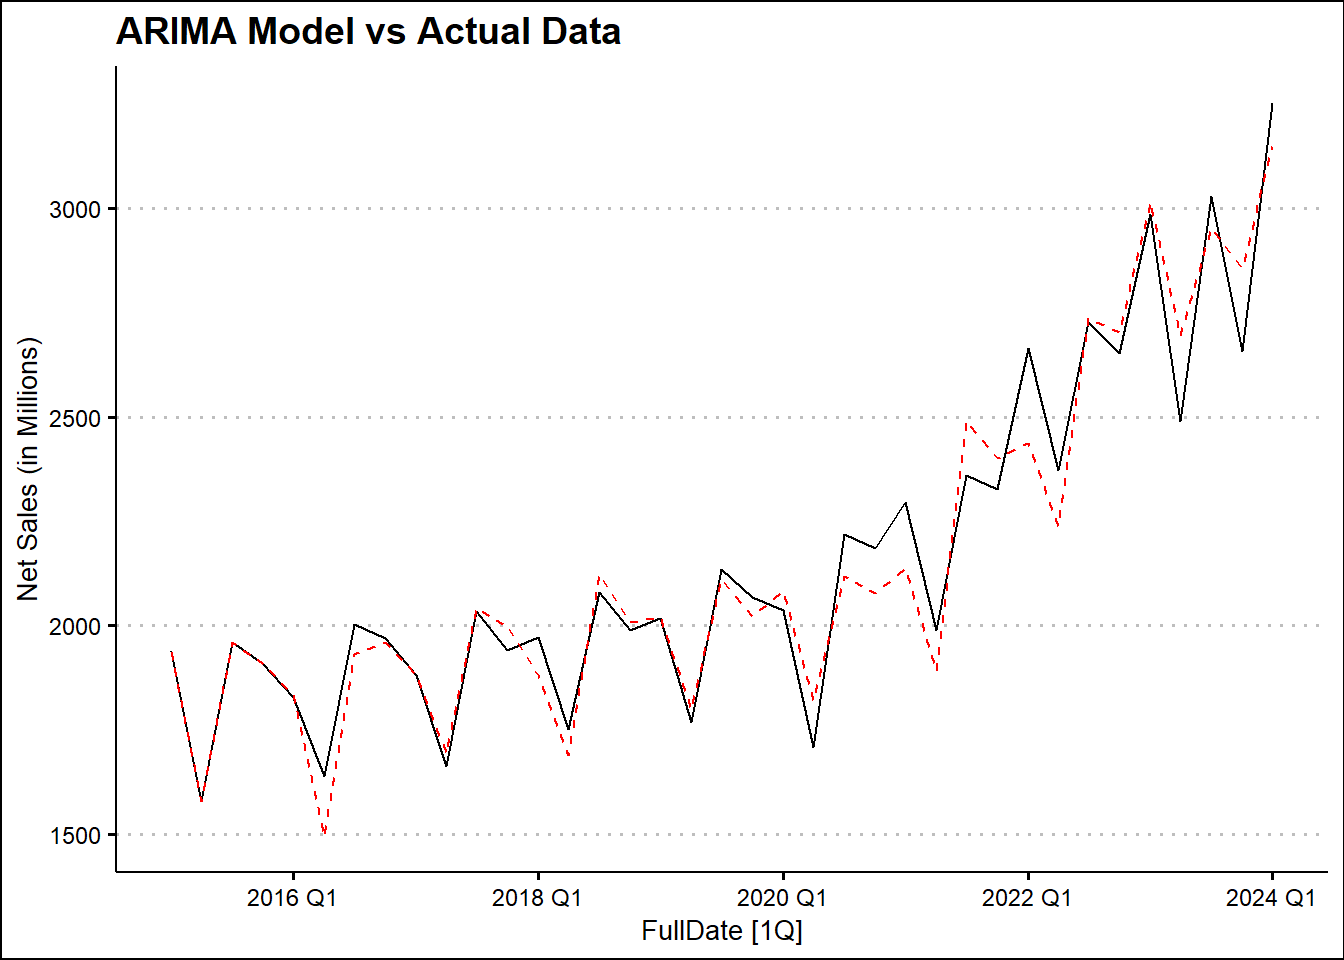 ARIMA Model vs Actual Data
Net Sales (in Millions)
3000
2500
2000
1500
2016 Q1
2018 Q1
2020 Q1
2022 Q1
2024 Q1
FullDate [1Q]